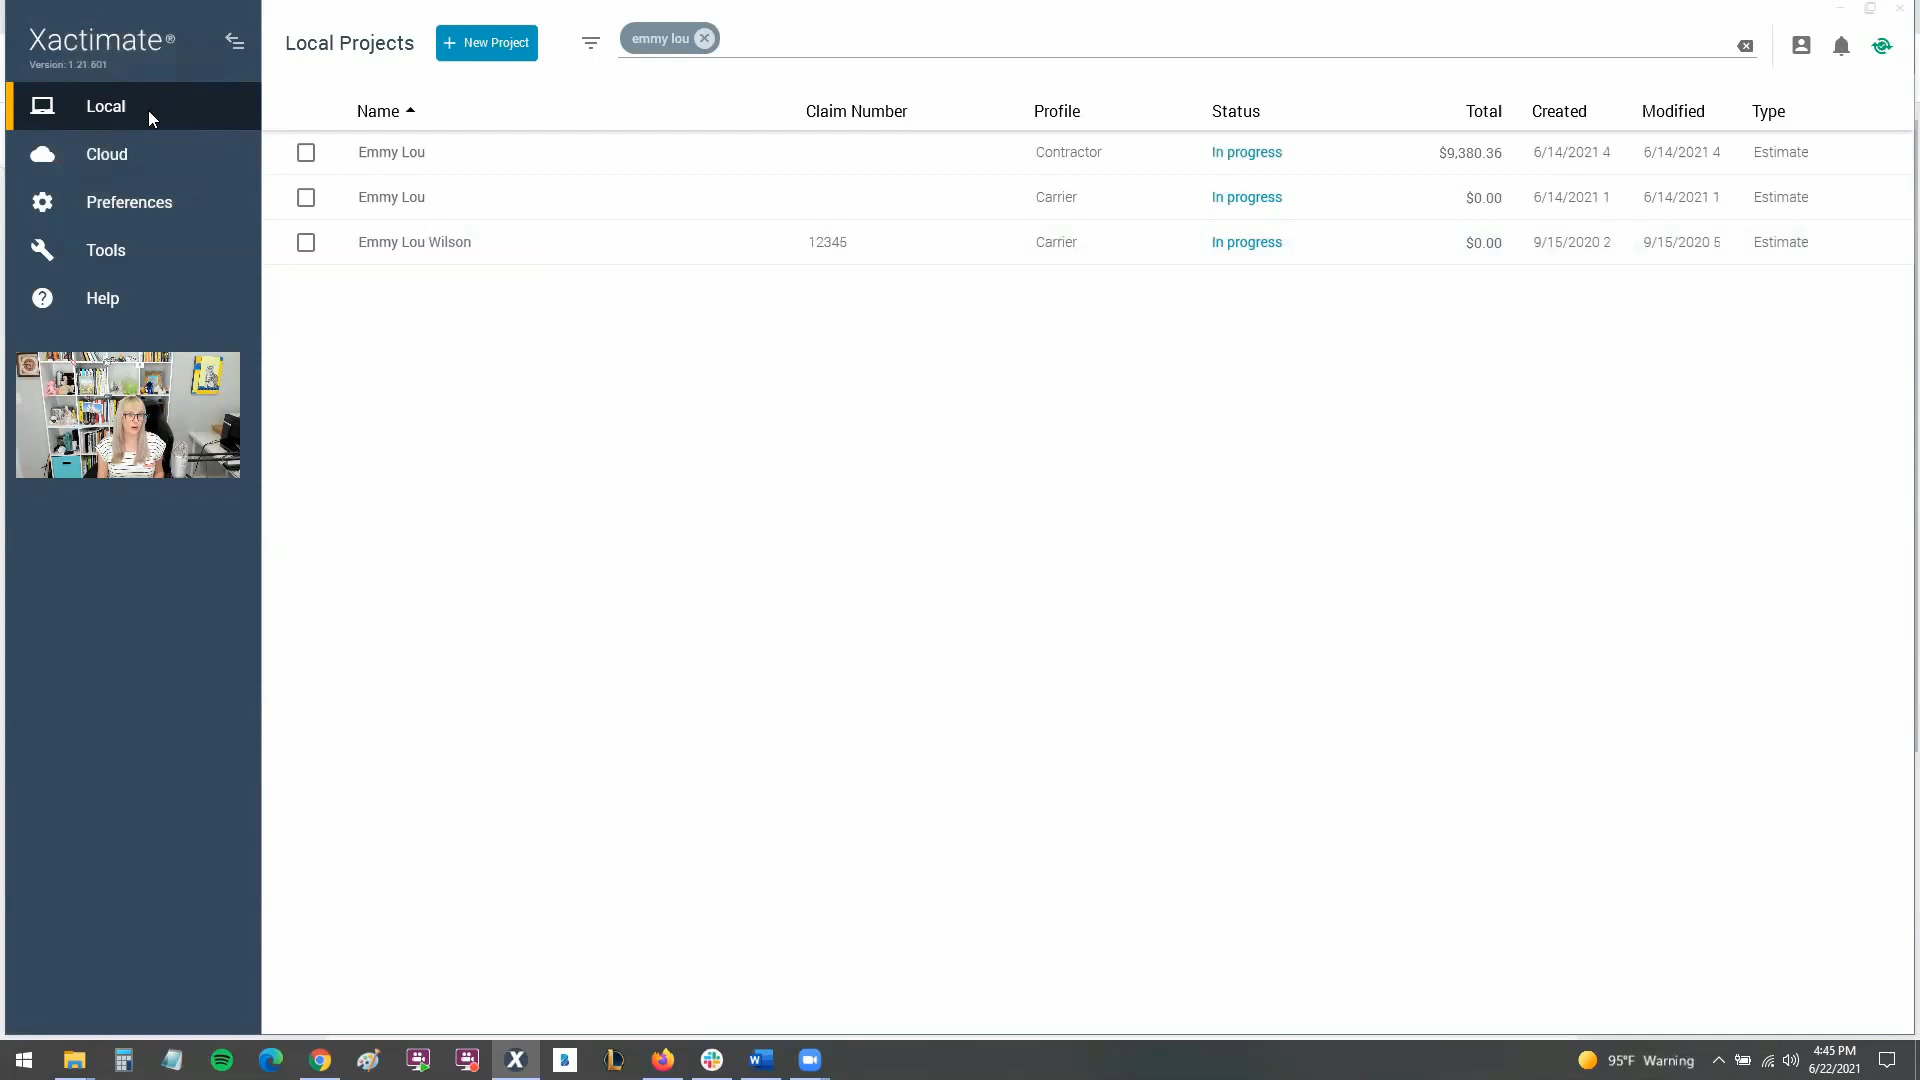 Xactimate®
Version: 1.21.601
Local
Cloud
Preferences
Tools
Help
Local Projects
+ New Project
emmy lou
Name Claim Number Profile Status Total Created Modified Type
Emmy Lou Contractor In progress $9,380.36 6/14/2021 4 6/14/2021 4 Estimate
Emmy Lou Carrier In progress $0.00 6/14/2021 1 6/14/2021 1 Estimate
Emmy Lou Wilson 12345 Carrier In progress $0.00 9/15/2020 2 9/15/2020 5 Estimate
95°F Warning
4:45 PM
6/22/2021